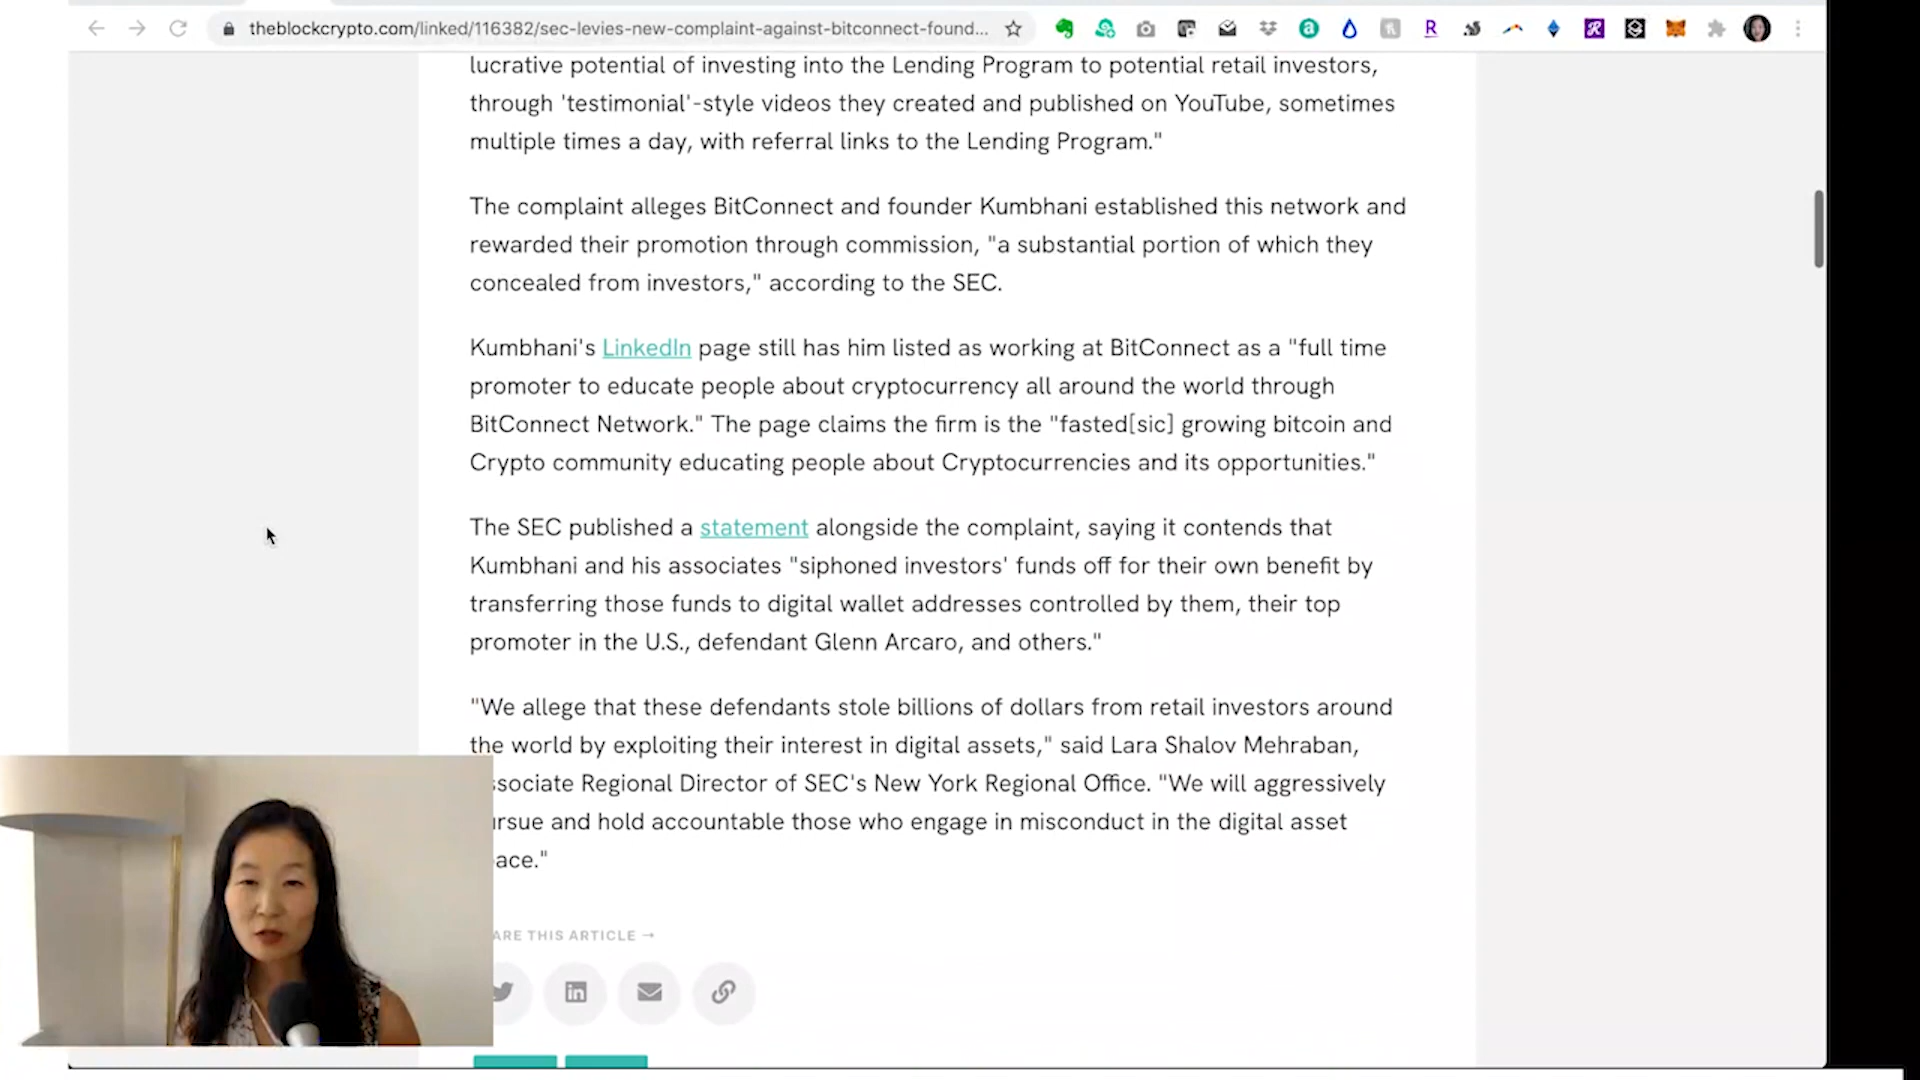 theblockcrypto.com/linked/116382/sec-levies-new-complaint-against-bitconnect-found...
lucrative potential of investing into the Lending Program to potential retail investors,
through 'testimonial'-style videos they created and published on YouTube, sometimes
multiple times a day, with referral links to the Lending Program."
The complaint alleges BitConnect and founder Kumbhani established this network and
rewarded their promotion through commission, "a substantial portion of which they
concealed from investors," according to the SEC.
Kumbhani's LinkedIn page still has him listed as working at BitConnect as a "full time
promoter to educate people about cryptocurrency all around the world through
BitConnect Network." The page claims the firm is the "fasted[sic] growing bitcoin and
Crypto community educating people about Cryptocurrencies and its opportunities."
The SEC published a statement alongside the complaint, saying it contends that
Kumbhani and his associates "siphoned investors' funds off for their own benefit by
transferring those funds to digital wallet addresses controlled by them, their top
promoter in the U.S., defendant Glenn Arcaro, and others."
"We allege that these defendants stole billions of dollars from retail investors around
the world by exploiting their interest in digital assets," said Lara Shalov Mehraban,
ssociate Regional Director of SEC's New York Regional Office. "We will aggressively
rsue and hold accountable those who engage in misconduct in the digital asset
ace."
ARE THIS ARTICLE →